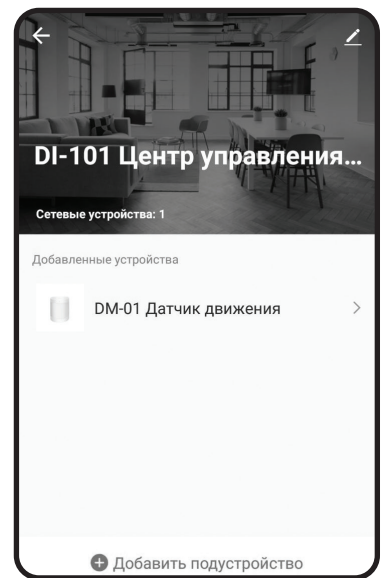 DI-101 Центр управления...
Сетевые устройства: 1
Добавленные устройства
DM-01 Датчик движения
Добавить подустройство